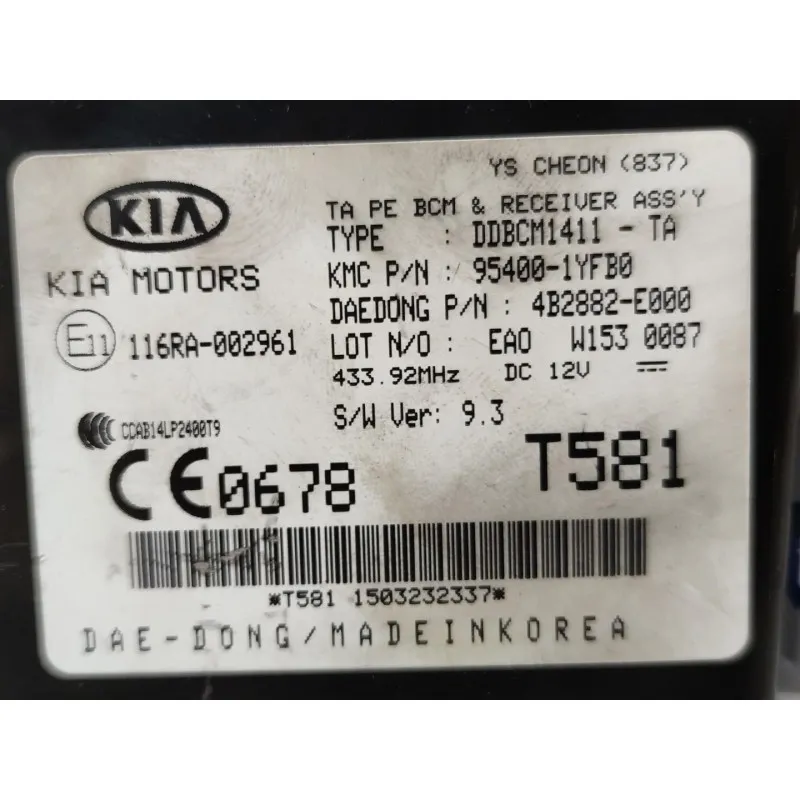 YS CHEON (837)
KIA
KIA MOTORS
TA PE BCM & RECEIVER ASS'Y
TYPE : DDBCM1411 - TA
KMC P/N : 95400-1YFB0
DAEDONG P/N : 4B2882-E000
E11 116RA-002961
LOT N/O : EAO W153 0087
433.92MHz DC 12V
S/W Ver: 9.3
CCAB14LP2400T9
CE0678
T581
*T581 1503232337*
DAE-DONG/MADEINKOREA